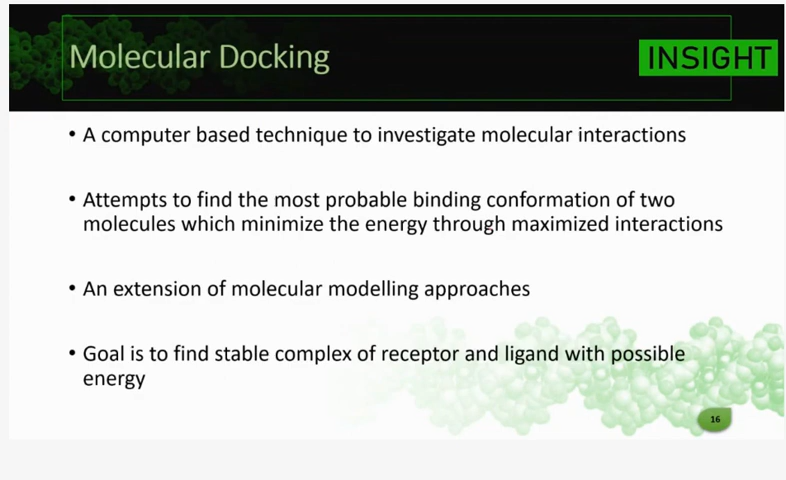 Molecular Docking
INSIGHT
• A computer based technique to investigate molecular interactions
• Attempts to find the most probable binding conformation of two
molecules which minimize the energy through maximized interactions
• An extension of molecular modelling approaches
• Goal is to find stable complex of receptor and ligand with possible
energy
16